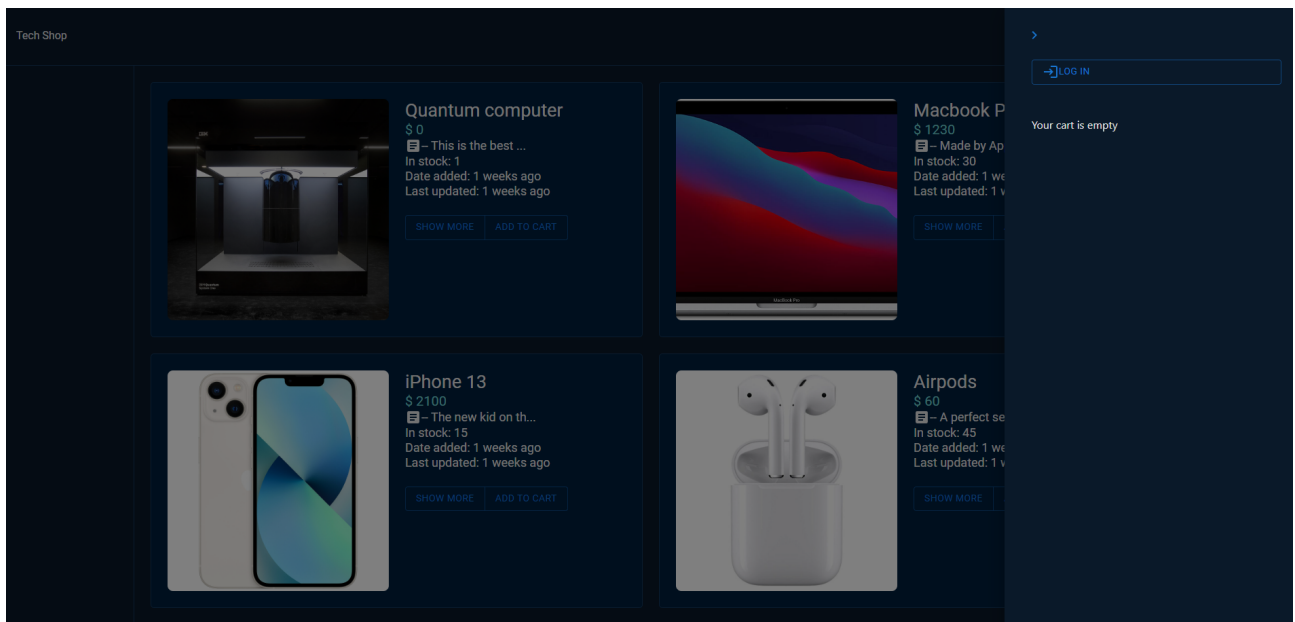 Tech Shop
LOG IN
Your cart is empty
Quantum computer
$ 0
– This is the best ...
In stock: 1
Date added: 1 weeks ago
Last updated: 1 weeks ago
SHOW MORE ADD TO CART
IBM
Macbook P
$ 1230
– Made by Ap
In stock: 30
Date added: 1 we
Last updated: 1 w
SHOW MORE
MacBook Pro
iPhone 13
$ 2100
– The new kid on th...
In stock: 15
Date added: 1 weeks ago
Last updated: 1 weeks ago
SHOW MORE ADD TO CART
Airpods
$ 60
– A perfect se
In stock: 45
Date added: 1 we
Last updated: 1 w
SHOW MORE